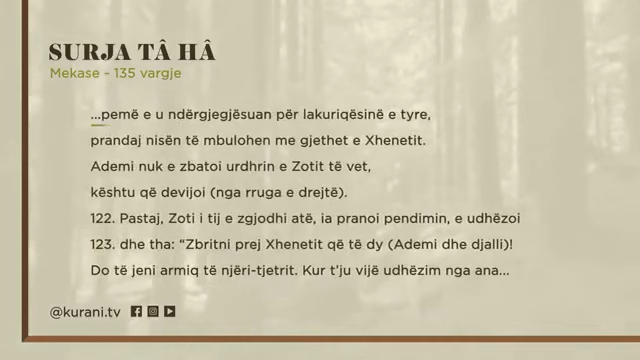 SURJA TÂ HÂ
Mekase - 135 vargje
...pemë e u ndërgjegjësuan për lakuriqësinë e tyre,
prandaj nisën të mbulohen me gjethet e Xhenetit.
Ademi nuk e zbatoi urdhrin e Zotit të vet,
kështu që devijoi (nga rruga e drejtë).
122. Pastaj, Zoti i tij e zgjodhi atë, ia pranoi pendimin, e udhëzoi
123. dhe tha: “Zbritni prej Xhenetit që të dy (Ademi dhe djalli)!
Do të jeni armiq të njëri-tjetrit. Kur t’ju vijë udhëzim nga ana...
@kurani.tv